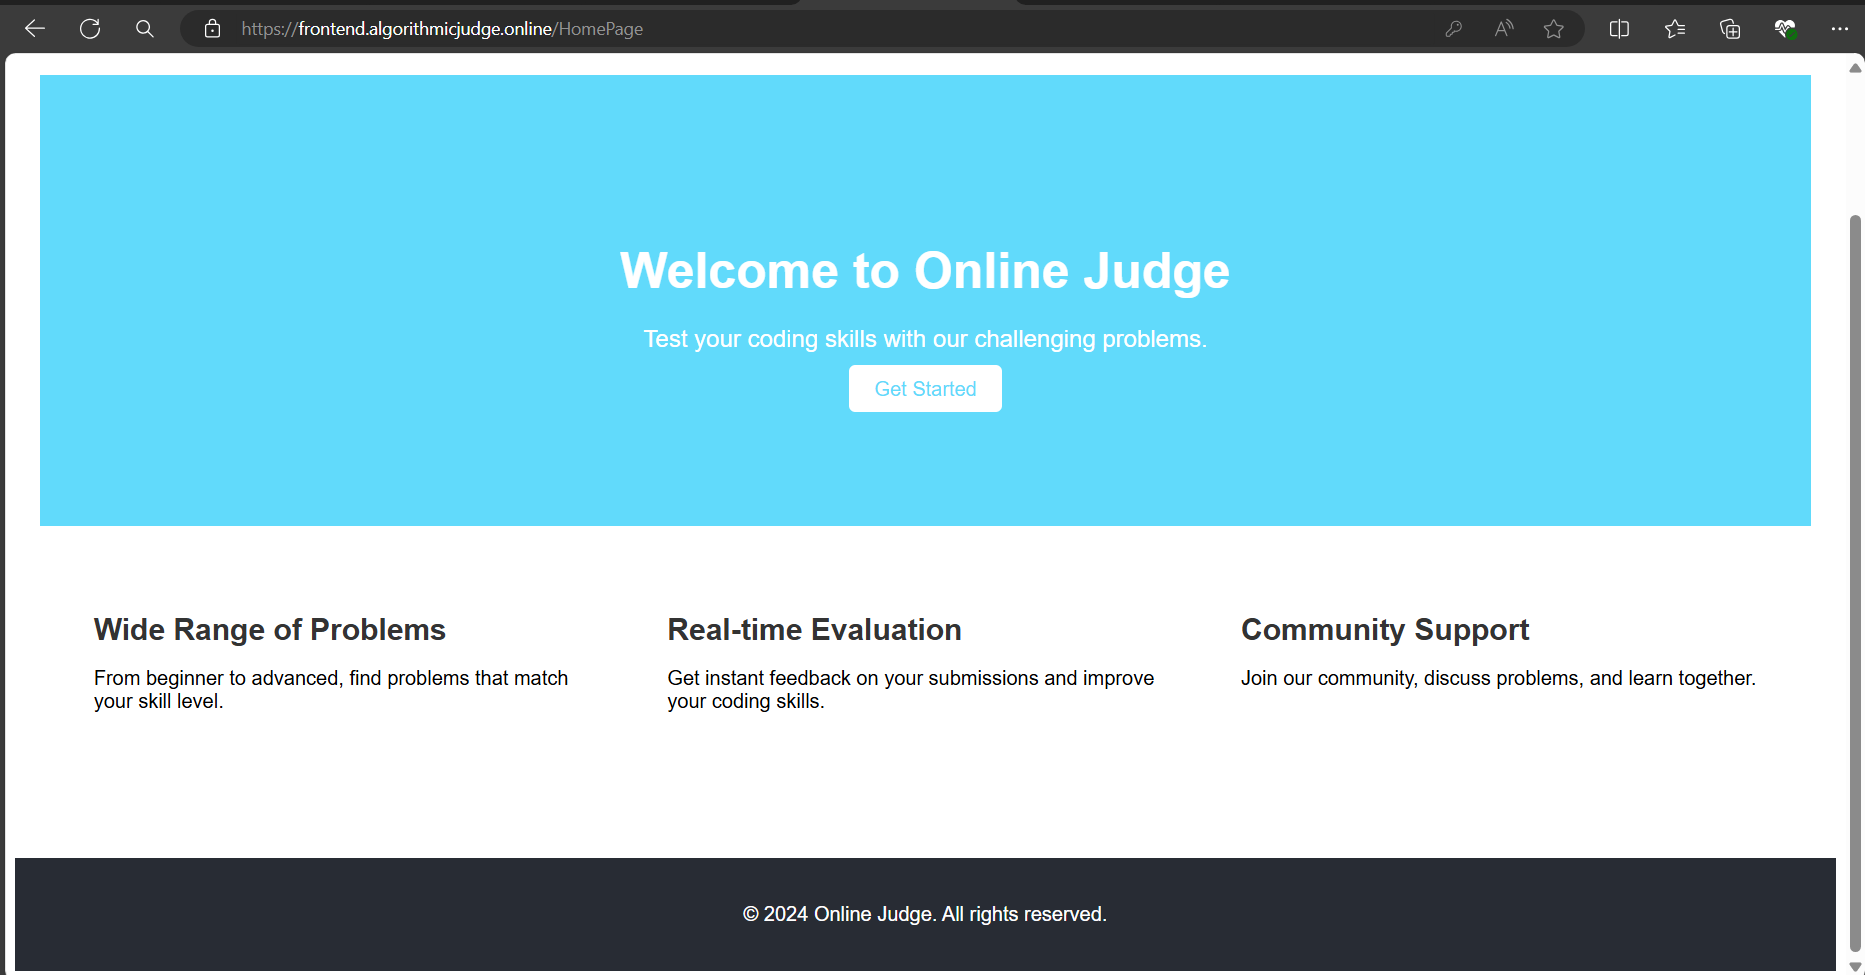 https://frontend.algorithmicjudge.online/HomePage
Welcome to Online Judge
Test your coding skills with our challenging problems.
Get Started
Wide Range of Problems
From beginner to advanced, find problems that match
your skill level.
Real-time Evaluation
Get instant feedback on your submissions and improve
your coding skills.
Community Support
Join our community, discuss problems, and learn together.
© 2024 Online Judge. All rights reserved.